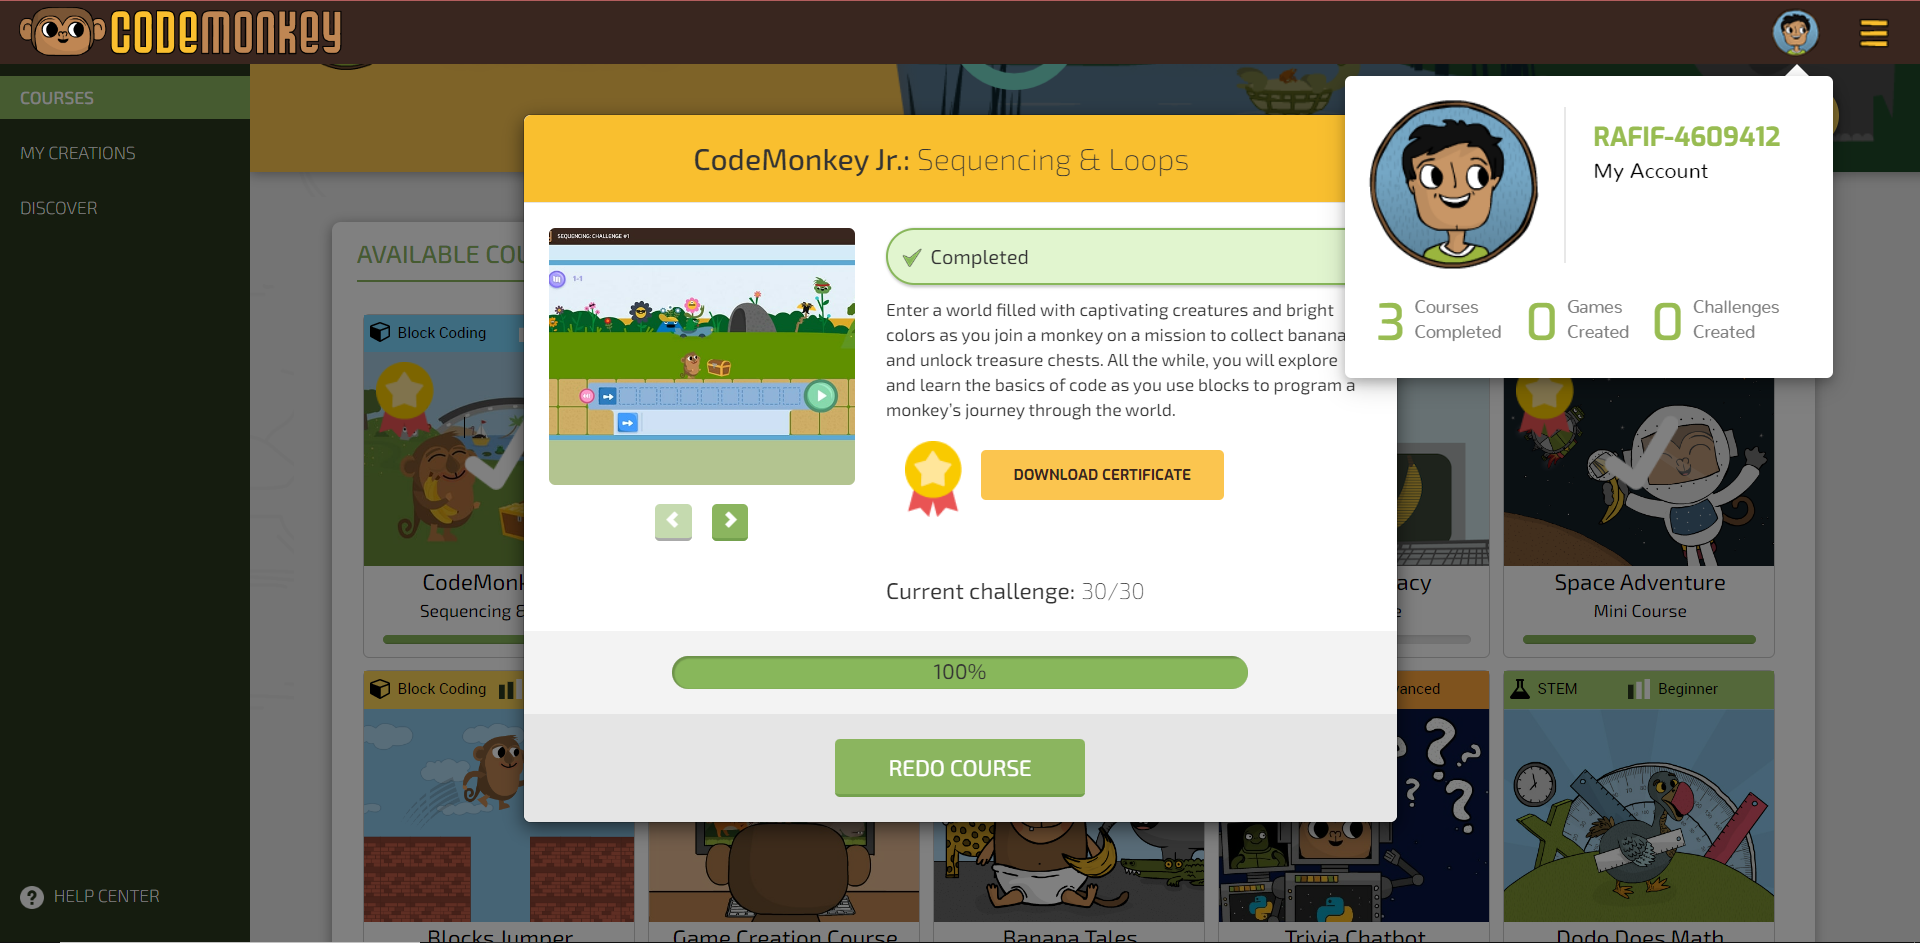 CODEMONKEY
COURSES
MY CREATIONS
DISCOVER
HELP CENTER
RAFIF-4609412
My Account
3 Courses Completed
0 Games Created
0 Challenges Created
CodeMonkey Jr.: Sequencing & Loops
SEQUENCING: CHALLENGE #1
1-1
Completed
Enter a world filled with captivating creatures and bright
colors as you join a monkey on a mission to collect banana
and unlock treasure chests. All the while, you will explore
and learn the basics of code as you use blocks to program a
monkey's journey through the world.
DOWNLOAD CERTIFICATE
Current challenge: 30/30
100%
REDO COURSE
AVAILABLE COU
Block Coding
CodeMonk
Sequencing &
acy
Space Adventure
Mini Course
Block Coding
anced
STEM
Beginner
Blocks Jumper
Game Creation Course
Banana Tales
Trivia Chatbot
Dodo Does Math